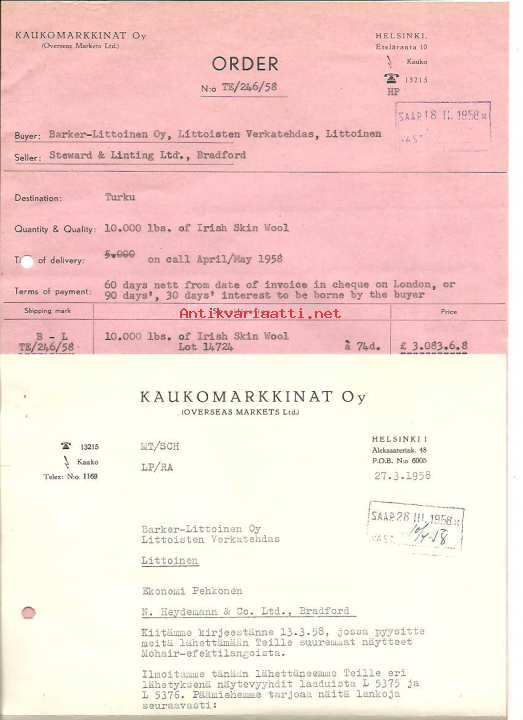 KAUKOMARKKINAT Oy
(Overseas Markets Ltd.)
ORDER
N:o TE/246/58
HELSINKI,
Eteläranta 10
Kauko
13215
HP
SAAP 18 II. 1958
VAST.
Buyer: Barker-Littoinen Oy, Littoisten Verkatehdas, Littoinen
Seller: Steward & Linting Ltd., Bradford
Destination: Turku
Quantity & Quality: 10.000 lbs. of Irish Skin Wool
T of delivery: 5.000 on call April/May 1958
Terms of payment: 60 days nett from date of invoice in cheque on London, or
90 days', 30 days' interest to be borne by the buyer
Shipping mark
Price
Antikvariaatti.net
B - L
TE/246/58
10.000 lbs. of Irish Skin Wool
Lot 14724
à 74d.
£ 3.083.6.8
KAUKOMARKKINAT Oy
(OVERSEAS MARKETS Ltd.)
13215
Kauko
Telex: N:o 1169
MT/SCH
LP/RA
HELSINKI 1
Aleksanterink. 48
P.O.B. N:o 6005
27.3.1958
SAAP 28 III. 1958
VAST.
Barker-Littoinen Oy
Littoisten Verkatehdas
Littoinen
Ekonomi Pehkonen
N. Heydemann & Co. Ltd., Bradford
Kiitämme kirjeestänne 13.3.58, jossa pyysitte
meitä lähettämään Teille suuremmat näytteet
Mohair-efektilangoista.
Ilmoitamme tänään lähettäneemme Teille eri
lähetyksenä näytevyyhdit laaduista L 5375 ja
L 5376. Päämiehemme tarjoaa näitä lankoja
seuraavasti: